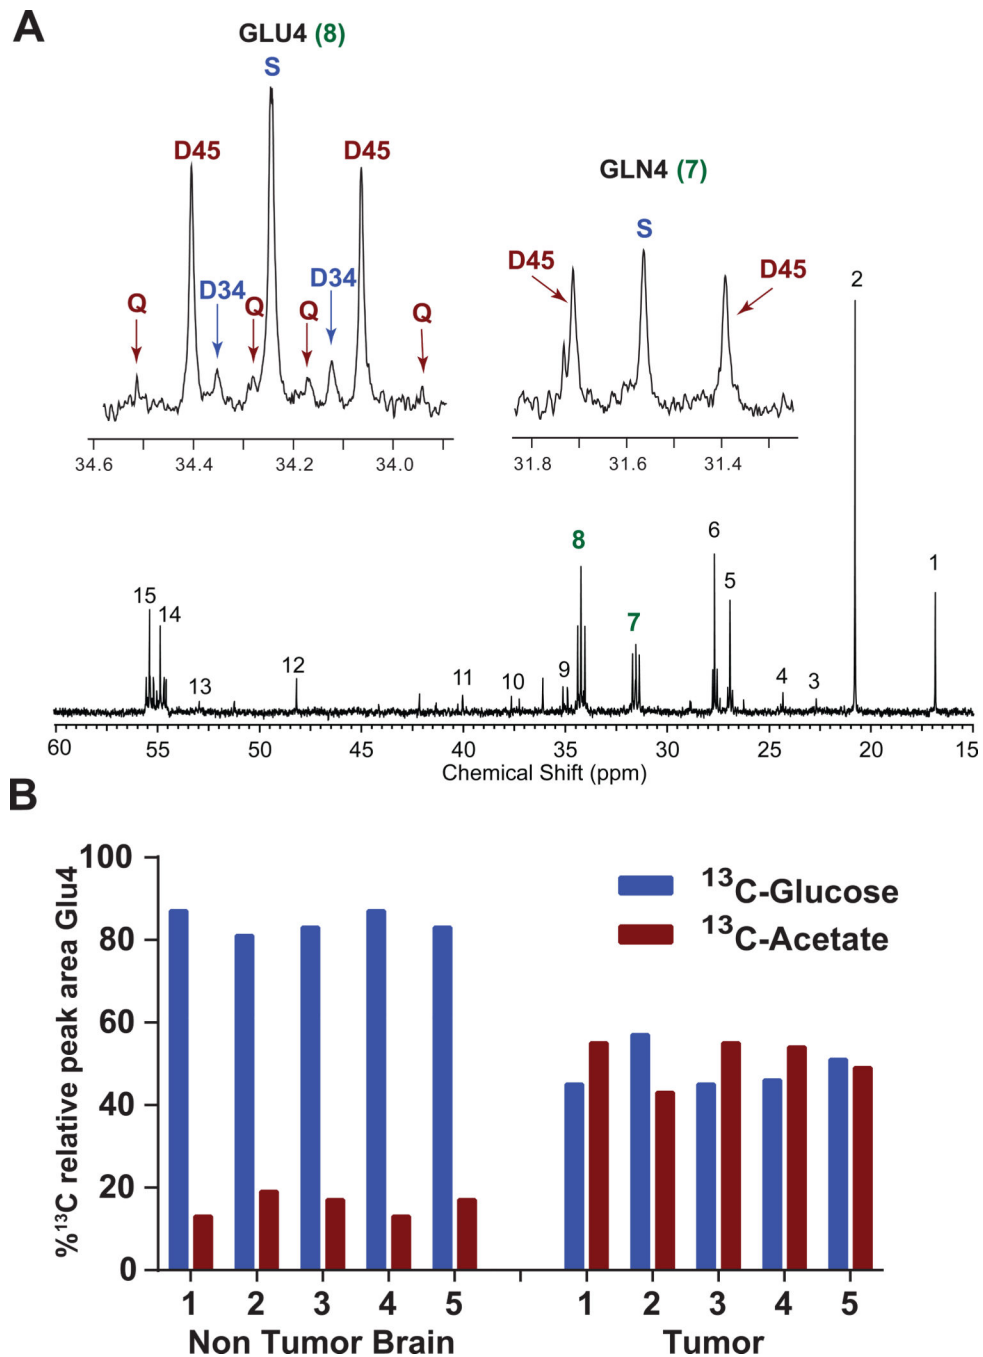 A
GLU4 (8)
S
D45 D45
Q D34 Q Q D34 Q
34.6 34.4 34.2 34.0
GLN4 (7)
S
D45 D45
31.8 31.6 31.4
15 14 13 12 11 10 9 8 7 6 5 4 3 2 1
60 55 50 45 40 35 30 25 20 15
Chemical Shift (ppm)
B
%¹³C relative peak area Glu4
100
80
60
40
20
0
¹³C-Glucose
¹³C-Acetate
1 2 3 4 5 1 2 3 4 5
Non Tumor Brain Tumor